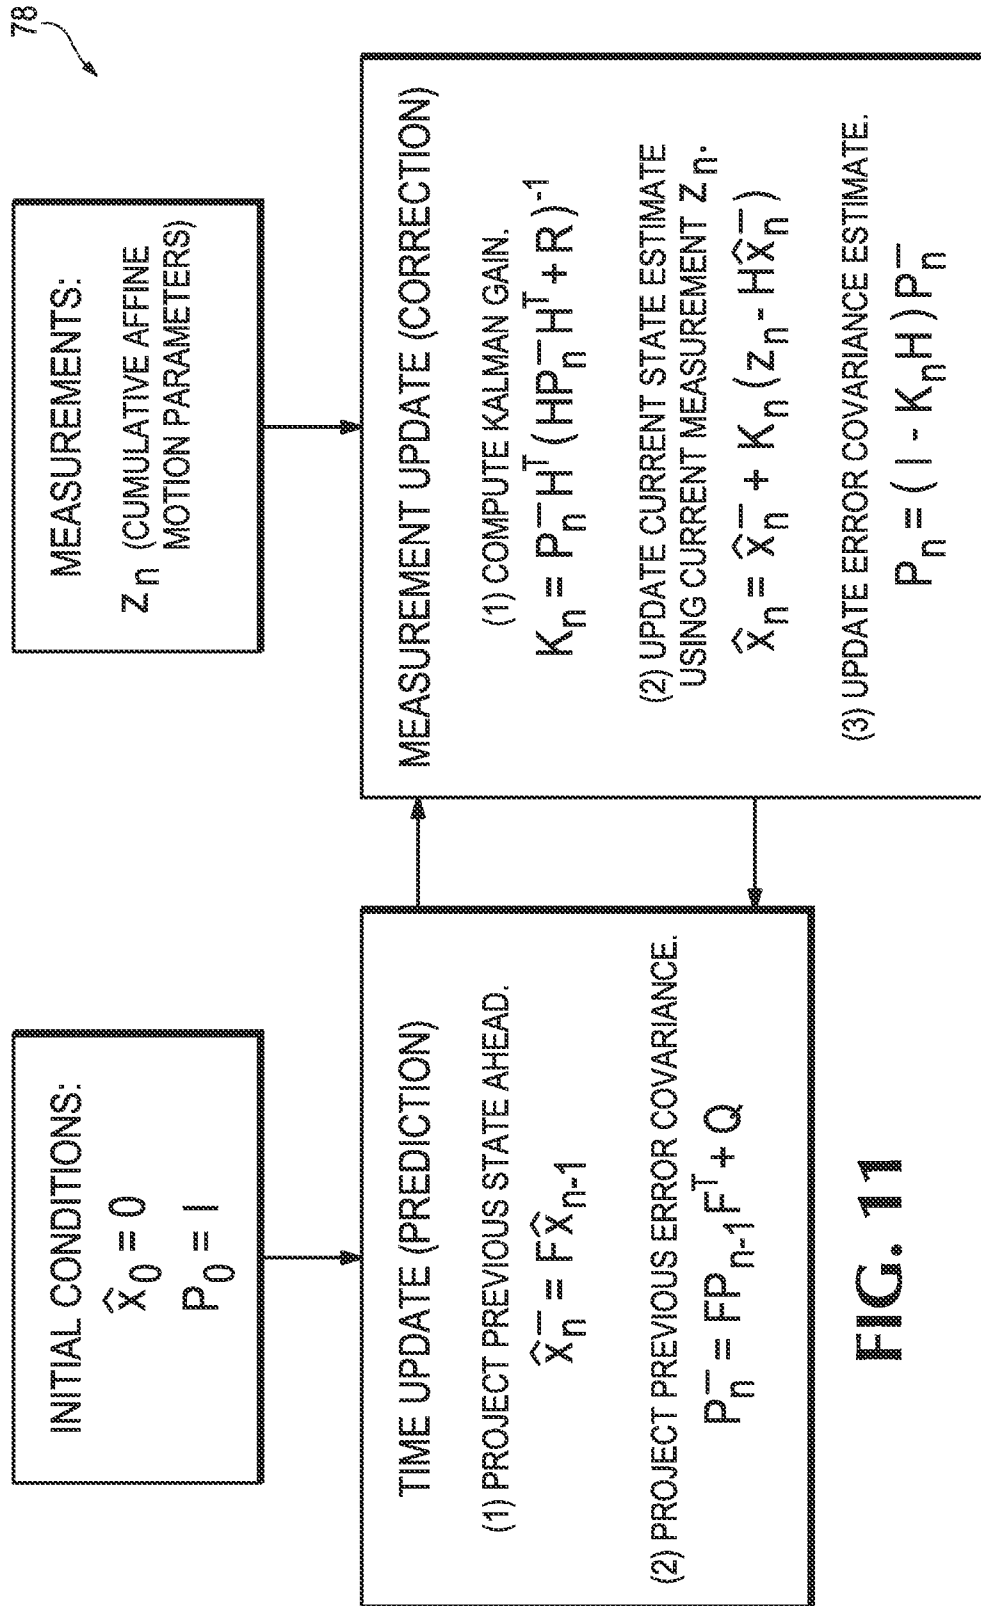 78
INITIAL CONDITIONS:
x̂₀ = 0
P₀ = I
MEASUREMENTS:
zₙ (CUMULATIVE AFFINE
MOTION PARAMETERS)
TIME UPDATE (PREDICTION)
(1) PROJECT PREVIOUS STATE AHEAD.
x̂ₙ⁻ = Fx̂ₙ₋₁
(2) PROJECT PREVIOUS ERROR COVARIANCE.
Pₙ⁻ = FPₙ₋₁Fᵀ + Q
MEASUREMENT UPDATE (CORRECTION)
(1) COMPUTE KALMAN GAIN.
Kₙ = Pₙ⁻Hᵀ(HPₙ⁻Hᵀ + R)⁻¹
(2) UPDATE CURRENT STATE ESTIMATE
USING CURRENT MEASUREMENT zₙ.
x̂ₙ = x̂ₙ⁻ + Kₙ(zₙ - Hx̂ₙ⁻)
(3) UPDATE ERROR COVARIANCE ESTIMATE.
Pₙ = (I - KₙH)Pₙ⁻
FIG. 11